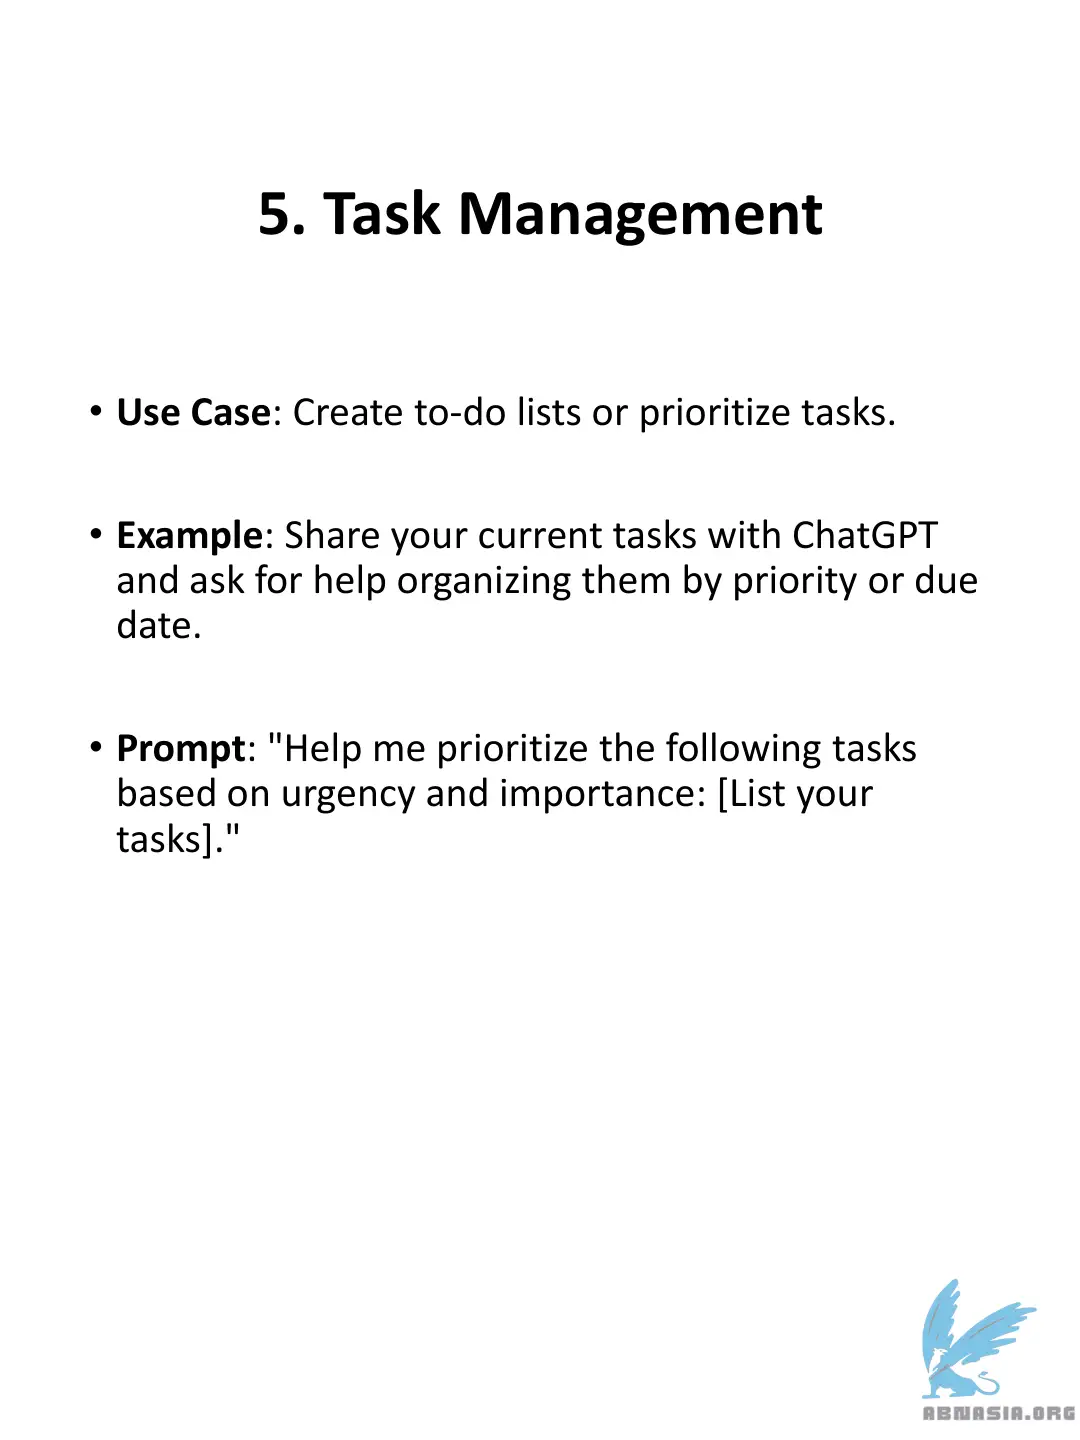 5. Task Management
• Use Case: Create to-do lists or prioritize tasks.
• Example: Share your current tasks with ChatGPT
and ask for help organizing them by priority or due
date.
• Prompt: "Help me prioritize the following tasks
based on urgency and importance: [List your
tasks]."
ABNASIA.ORG